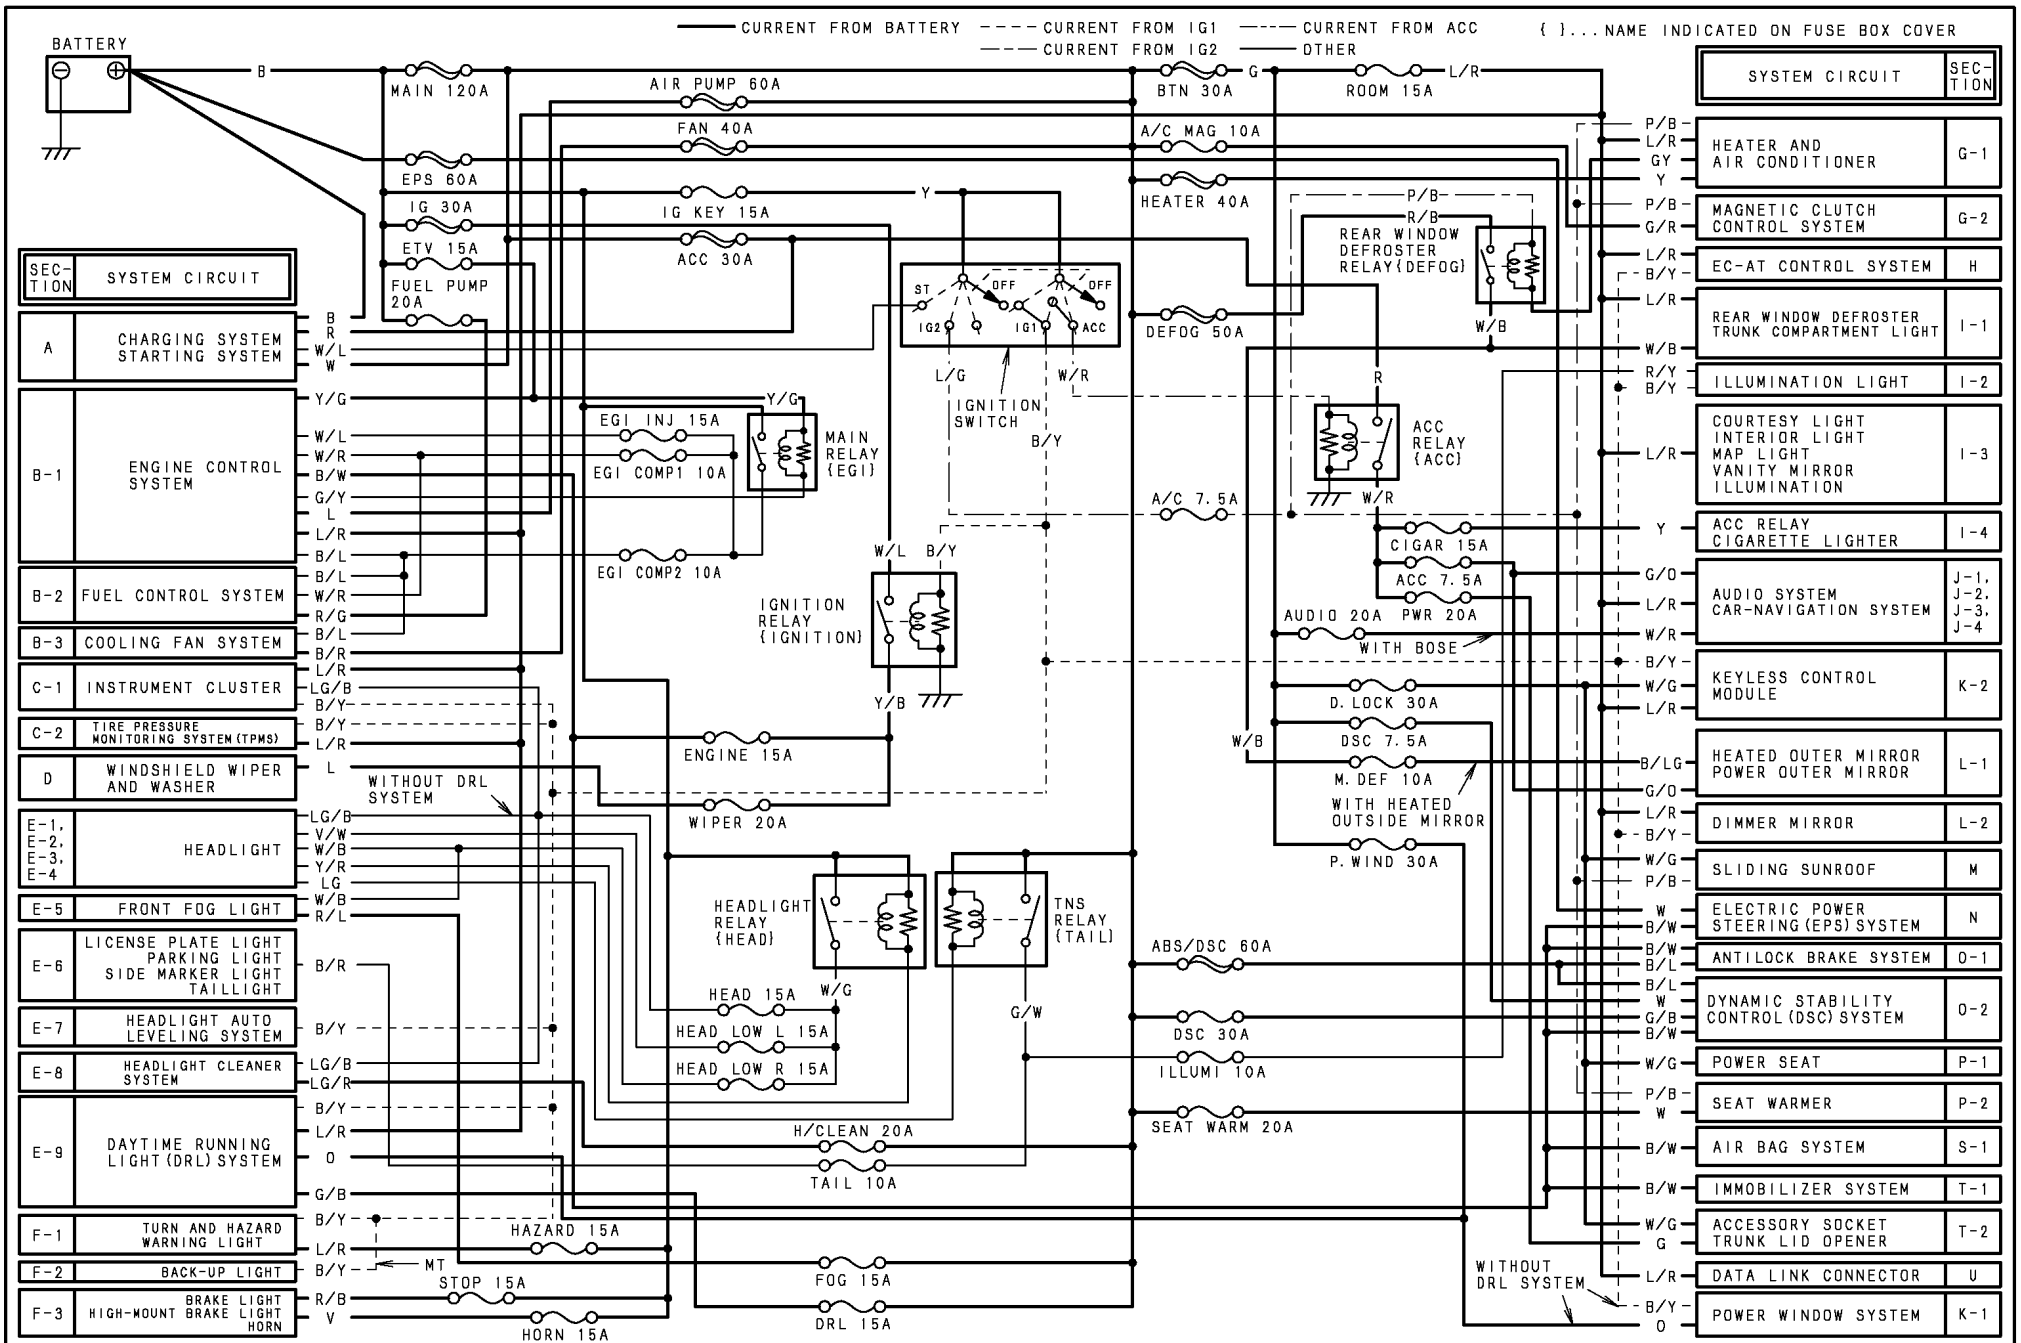 CURRENT FROM BATTERY
CURRENT FROM IG1
CURRENT FROM ACC
{ }...NAME INDICATED ON FUSE BOX COVER
CURRENT FROM IG2
OTHER
BATTERY
B
MAIN 120A
AIR PUMP 60A
FAN 40A
EPS 60A
IG 30A
IG KEY 15A
Y
ETV 15A
ACC 30A
FUEL PUMP
20A
BTN 30A
G
ROOM 15A
L/R
A/C MAG 10A
HEATER 40A
P/B
R/B
REAR WINDOW
DEFROSTER
RELAY{DEFOG}
DEFOG 50A
W/B
ST
OFF
OFF
IG2
IG1
ACC
L/G
W/R
IGNITION
SWITCH
B/Y
R
ACC
RELAY
{ACC}
W/R
A/C 7.5A
CIGAR 15A
ACC 7.5A
PWR 20A
AUDIO 20A
WITH BOSE
D.LOCK 30A
DSC 7.5A
W/B
M.DEF 10A
WITH HEATED
OUTSIDE MIRROR
P.WIND 30A
Y/G
EGI INJ 15A
EGI COMP1 10A
MAIN
RELAY
{EGI}
EGI COMP2 10A
W/L
B/Y
IGNITION
RELAY
{IGNITION}
Y/B
ENGINE 15A
WIPER 20A
WITHOUT DRL
SYSTEM
HEADLIGHT
RELAY
{HEAD}
TNS
RELAY
{TAIL}
W/G
G/W
HEAD 15A
HEAD LOW L 15A
HEAD LOW R 15A
ABS/DSC 60A
DSC 30A
ILLUMI 10A
SEAT WARM 20A
H/CLEAN 20A
TAIL 10A
HAZARD 15A
MT
STOP 15A
HORN 15A
FOG 15A
DRL 15A
WITHOUT
DRL SYSTEM
SEC-
TION
SYSTEM CIRCUIT
A
CHARGING SYSTEM
STARTING SYSTEM
B
R
W/L
W
B-1
ENGINE CONTROL
SYSTEM
Y/G
W/L
W/R
B/W
G/Y
L
L/R
B/L
B-2
FUEL CONTROL SYSTEM
B/L
W/R
R/G
B-3
COOLING FAN SYSTEM
B/L
B/R
C-1
INSTRUMENT CLUSTER
L/R
LG/B
B/Y
C-2
TIRE PRESSURE
MONITORING SYSTEM(TPMS)
B/Y
L/R
D
WINDSHIELD WIPER
AND WASHER
L
E-1,
E-2,
E-3,
E-4
HEADLIGHT
LG/B
V/W
W/B
Y/R
LG
E-5
FRONT FOG LIGHT
W/B
R/L
E-6
LICENSE PLATE LIGHT
PARKING LIGHT
SIDE MARKER LIGHT
TAILLIGHT
B/R
E-7
HEADLIGHT AUTO
LEVELING SYSTEM
B/Y
E-8
HEADLIGHT CLEANER
SYSTEM
LG/B
LG/R
E-9
DAYTIME RUNNING
LIGHT(DRL)SYSTEM
B/Y
L/R
O
G/B
F-1
TURN AND HAZARD
WARNING LIGHT
B/Y
L/R
F-2
BACK-UP LIGHT
B/Y
F-3
BRAKE LIGHT
HIGH-MOUNT BRAKE LIGHT
HORN
R/B
V
SYSTEM CIRCUIT
SEC-
TION
P/B
L/R
GY
Y
HEATER AND
AIR CONDITIONER
G-1
P/B
G/R
MAGNETIC CLUTCH
CONTROL SYSTEM
G-2
L/R
B/Y
EC-AT CONTROL SYSTEM
H
L/R
W/B
REAR WINDOW DEFROSTER
TRUNK COMPARTMENT LIGHT
I-1
R/Y
B/Y
ILLUMINATION LIGHT
I-2
L/R
COURTESY LIGHT
INTERIOR LIGHT
MAP LIGHT
VANITY MIRROR
ILLUMINATION
I-3
Y
ACC RELAY
CIGARETTE LIGHTER
I-4
G/O
L/R
W/R
AUDIO SYSTEM
CAR-NAVIGATION SYSTEM
J-1,
J-2,
J-3,
J-4
B/Y
W/G
L/R
KEYLESS CONTROL
MODULE
K-2
B/LG
G/O
HEATED OUTER MIRROR
POWER OUTER MIRROR
L-1
L/R
B/Y
DIMMER MIRROR
L-2
W/G
P/B
SLIDING SUNROOF
M
W
B/W
ELECTRIC POWER
STEERING(EPS)SYSTEM
N
B/W
B/L
ANTILOCK BRAKE SYSTEM
O-1
B/L
W
G/B
B/W
DYNAMIC STABILITY
CONTROL(DSC)SYSTEM
O-2
W/G
POWER SEAT
P-1
P/B
W
SEAT WARMER
P-2
B/W
AIR BAG SYSTEM
S-1
B/W
IMMOBILIZER SYSTEM
T-1
W/G
G
ACCESSORY SOCKET
TRUNK LID OPENER
T-2
L/R
DATA LINK CONNECTOR
U
B/Y
O
POWER WINDOW SYSTEM
K-1